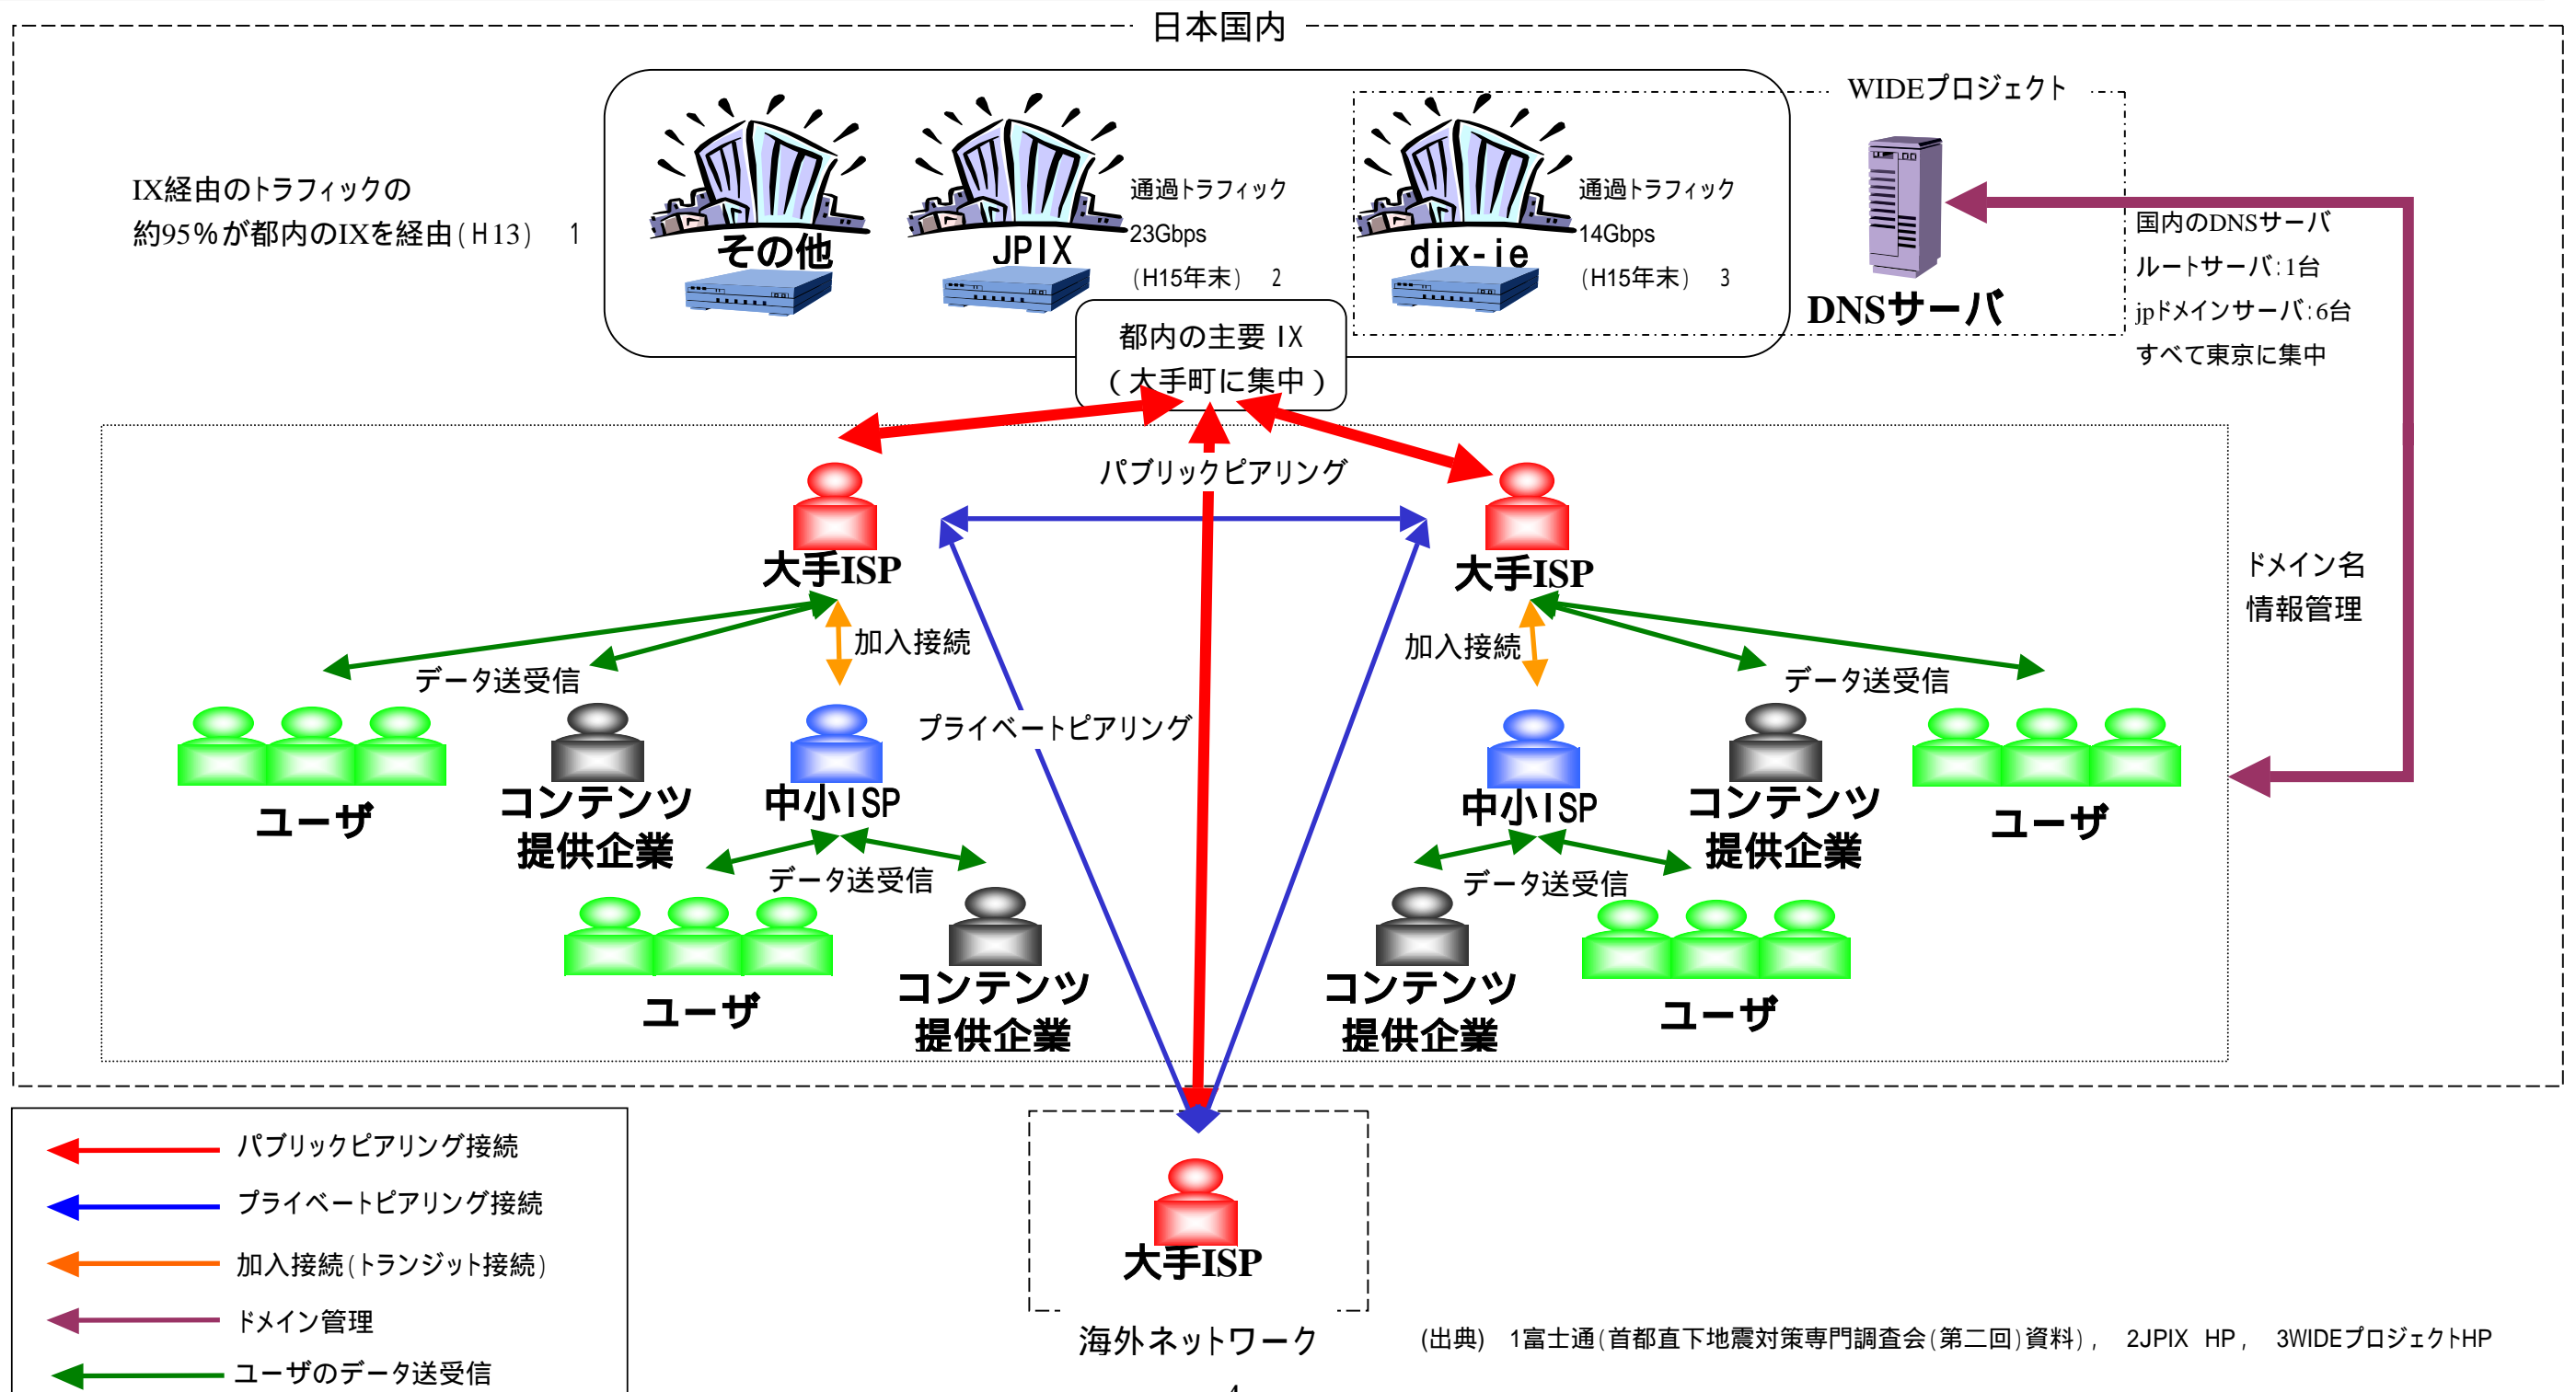 日本国内
WIDEプロジェクト
IX経由のトラフィックの
約95%が都内のIXを経由(H13) 1
その他
JPIX
通過トラフィック
23Gbps
(H15年末) 2
dix-ie
通過トラフィック
14Gbps
(H15年末) 3
DNSサーバ
国内のDNSサーバ
ルートサーバ:1台
jpドメインサーバ:6台
すべて東京に集中
都内の主要 IX
(大手町に集中)
パブリックピアリング
大手ISP
大手ISP
ドメイン名
情報管理
加入接続
加入接続
データ送受信
データ送受信
プライベートピアリング
ユーザ
コンテンツ
提供企業
中小ISP
中小ISP
コンテンツ
提供企業
ユーザ
データ送受信
データ送受信
ユーザ
コンテンツ
提供企業
コンテンツ
提供企業
ユーザ
パブリックピアリング接続
プライベートピアリング接続
加入接続(トランジット接続)
ドメイン管理
ユーザのデータ送受信
大手ISP
海外ネットワーク
(出典) 1富士通(首都直下地震対策専門調査会(第二回)資料), 2JPIX HP, 3WIDEプロジェクトHP
4